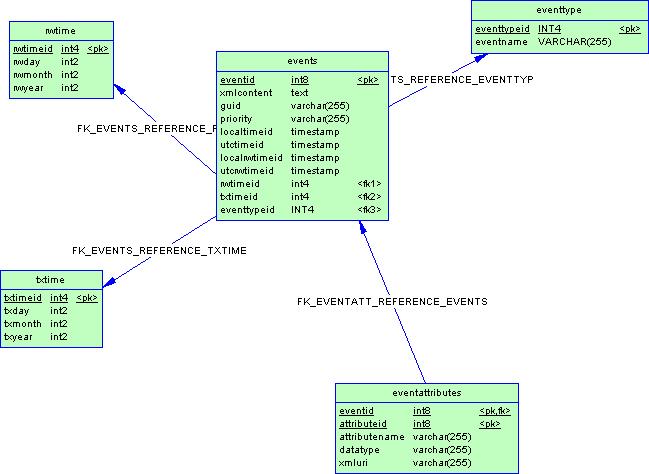 rwtime
rwtimeid int4 <pk>
rwday int2
rwmonth int2
rwyear int2
eventtype
eventtypeid INT4 <pk>
eventname VARCHAR(255)
events
eventid int8 <pk>
xmlcontent text
guid varchar(255)
priority varchar(255)
localtimeid timestamp
utctimeid timestamp
localrwtimeid timestamp
utcrwtimeid timestamp
rwtimeid int4 <fk1>
txtimeid int4 <fk2>
eventtypeid INT4 <fk3>
TS_REFERENCE_EVENTTYP
FK_EVENTS_REFERENCE_
FK_EVENTS_REFERENCE_TXTIME
txtime
txtimeid int4 <pk>
txday int2
txmonth int2
txyear int2
FK_EVENTATT_REFERENCE_EVENTS
eventattributes
eventid int8 <pk,fk>
attributeid int8 <pk>
attributename varchar(255)
datatype varchar(255)
xmluri varchar(255)